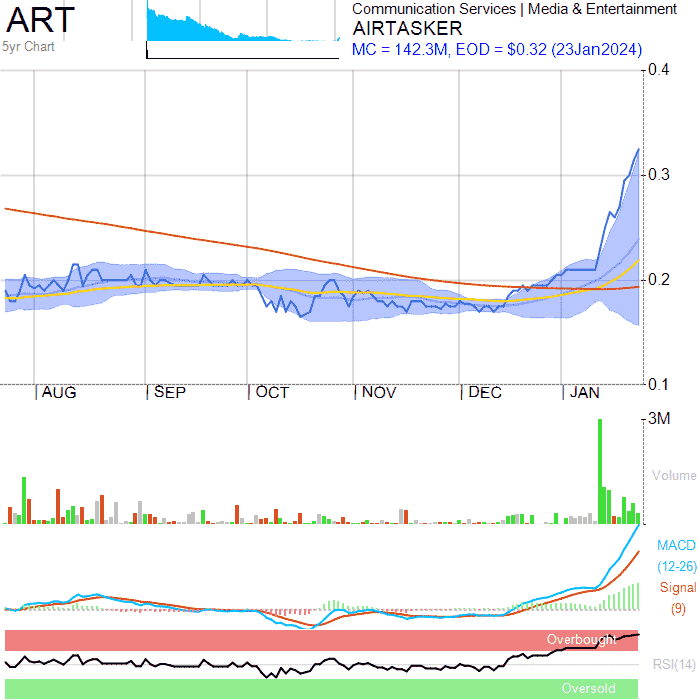 ART
5yr Chart
Communication Services | Media & Entertainment
AIRTASKER
MC = 142.3M, EOD = $0.32 (23Jan2024)
0.4
0.3
0.2
0.1
AUG SEP OCT NOV DEC JAN
3M
Volume
MACD
(12-26)
Signal
(9)
Overbought
RSI(14)
Oversold